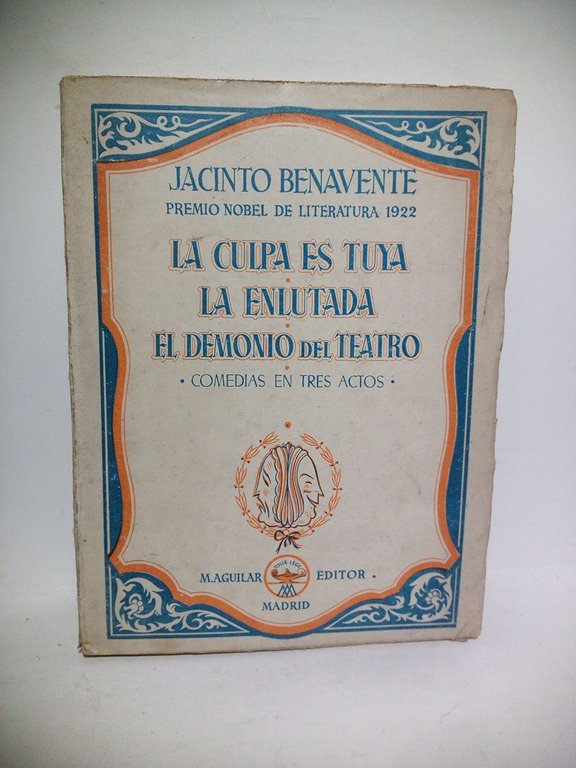 JACINTO BENAVENTE
PREMIO NOBEL DE LITERATURA 1922
LA CULPA ES TUYA
LA ENLUTADA
EL DEMONIO DEL TEATRO
· COMEDIAS EN TRES ACTOS ·
M. AGUILAR EDITOR ·
MADRID